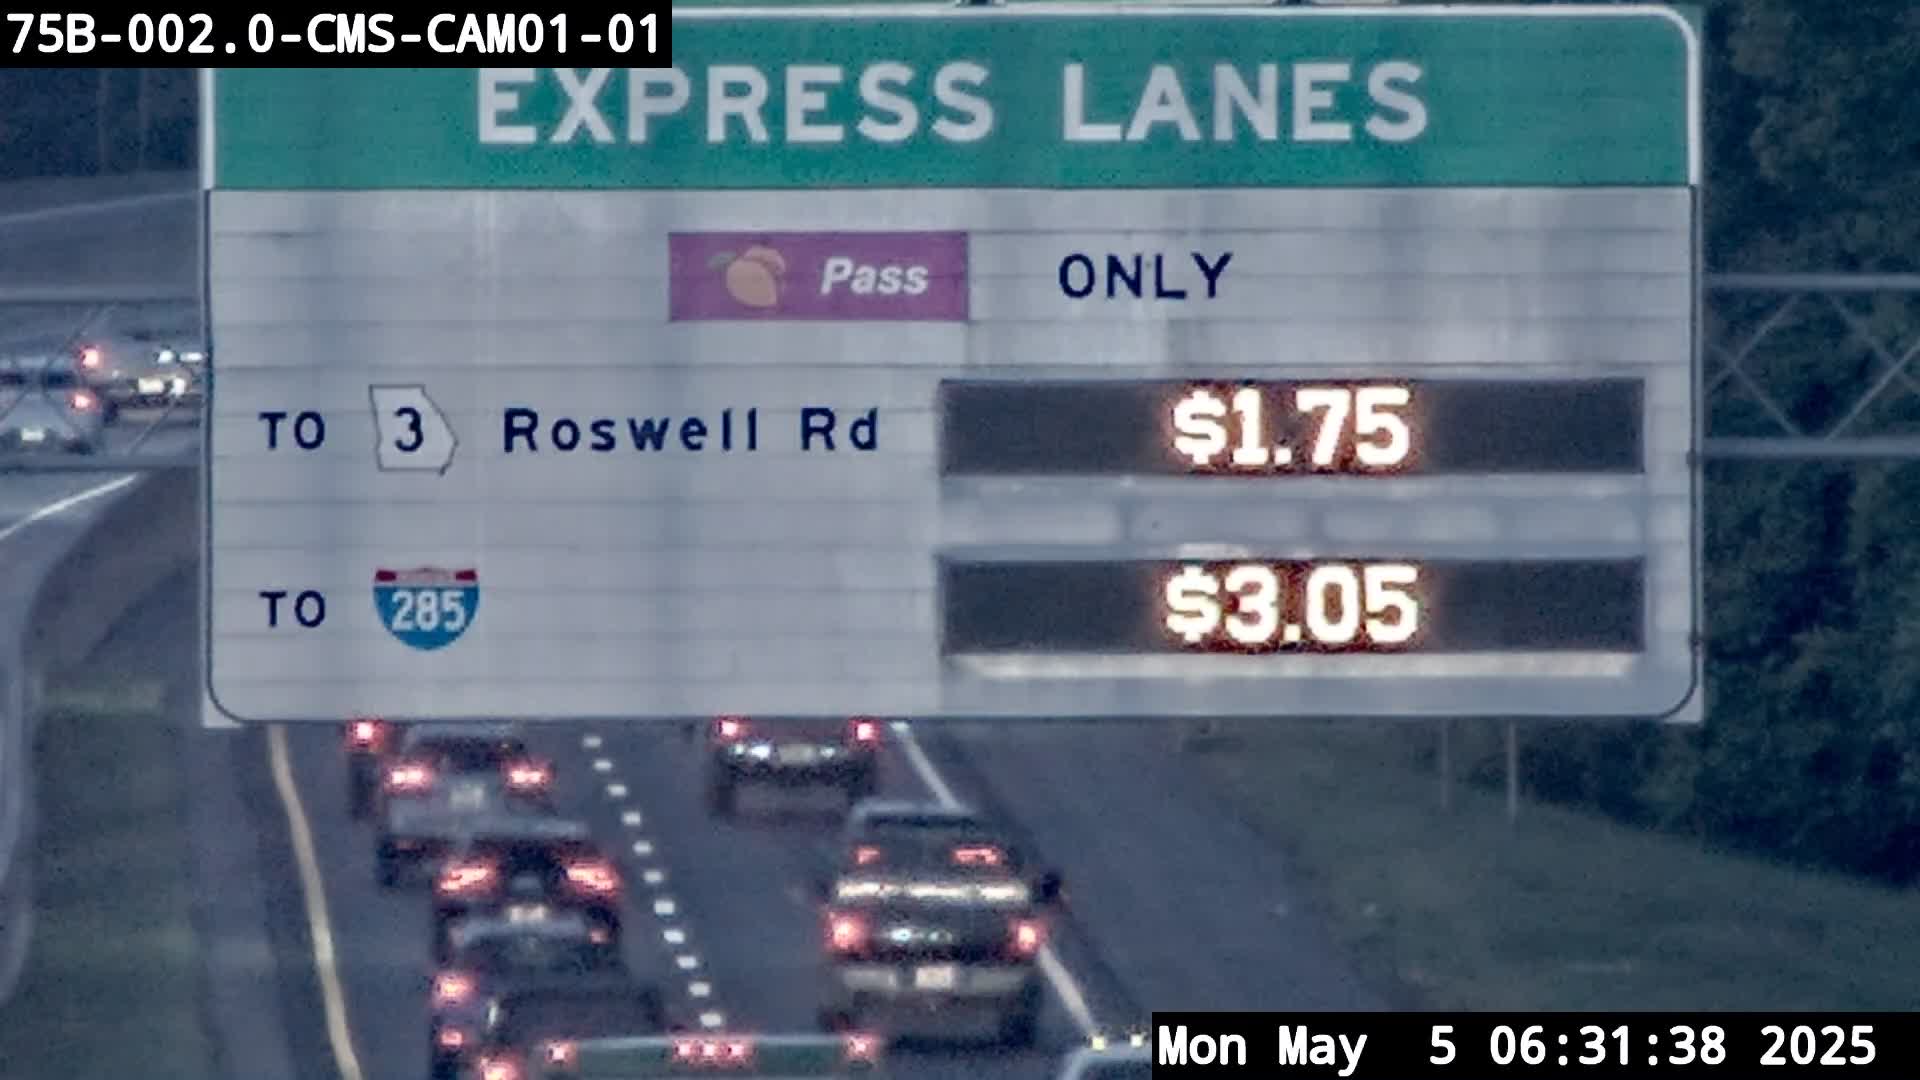 75B-002.0-CMS-CAM01-01
EXPRESS LANES
Pass ONLY
TO 3 Roswell Rd $1.75
TO 285 $3.05
Mon May 5 06:31:38 2025